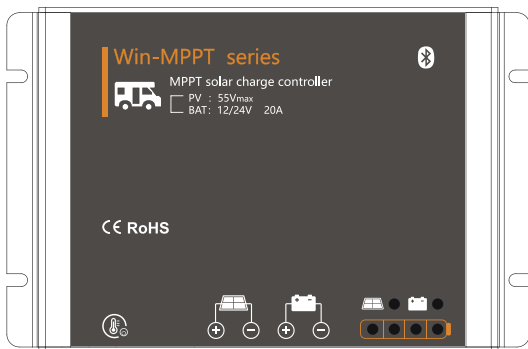 Win-MPPT series
MPPT solar charge controller
PV : 55Vmax
BAT: 12/24V 20A
CE RoHS